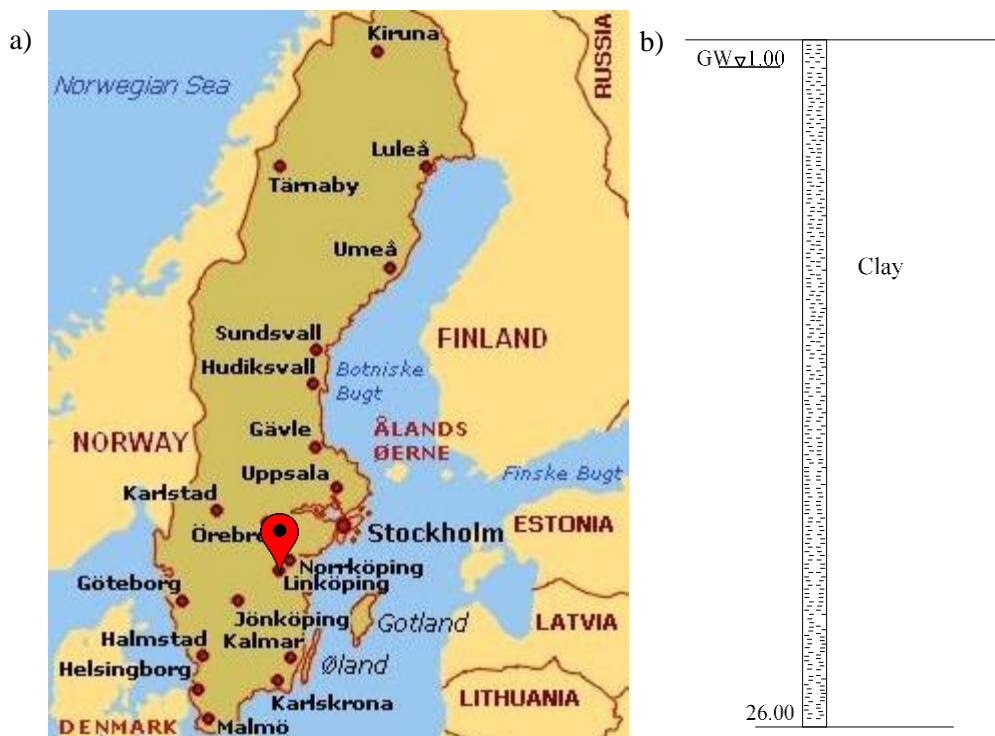 a)
Kiruna
RUSSIA
Norwegian Sea
Luleå
Tärnaby
Umeå
Sundsvall
FINLAND
Hudiksvall
Botniske
Bugt
Gävle
ÅLANDS
ØERNE
NORWAY
Uppsala
Finske Bugt
Karlstad
Stockholm
ESTONIA
Norrköping
Linköping
Göteborg
Jönköping
Gotland
LATVIA
Halmstad
Kalmar
Øland
Helsingborg
Karlskrona
LITHUANIA
DENMARK
Malmö
b)
GW 1.00
Clay
26.00